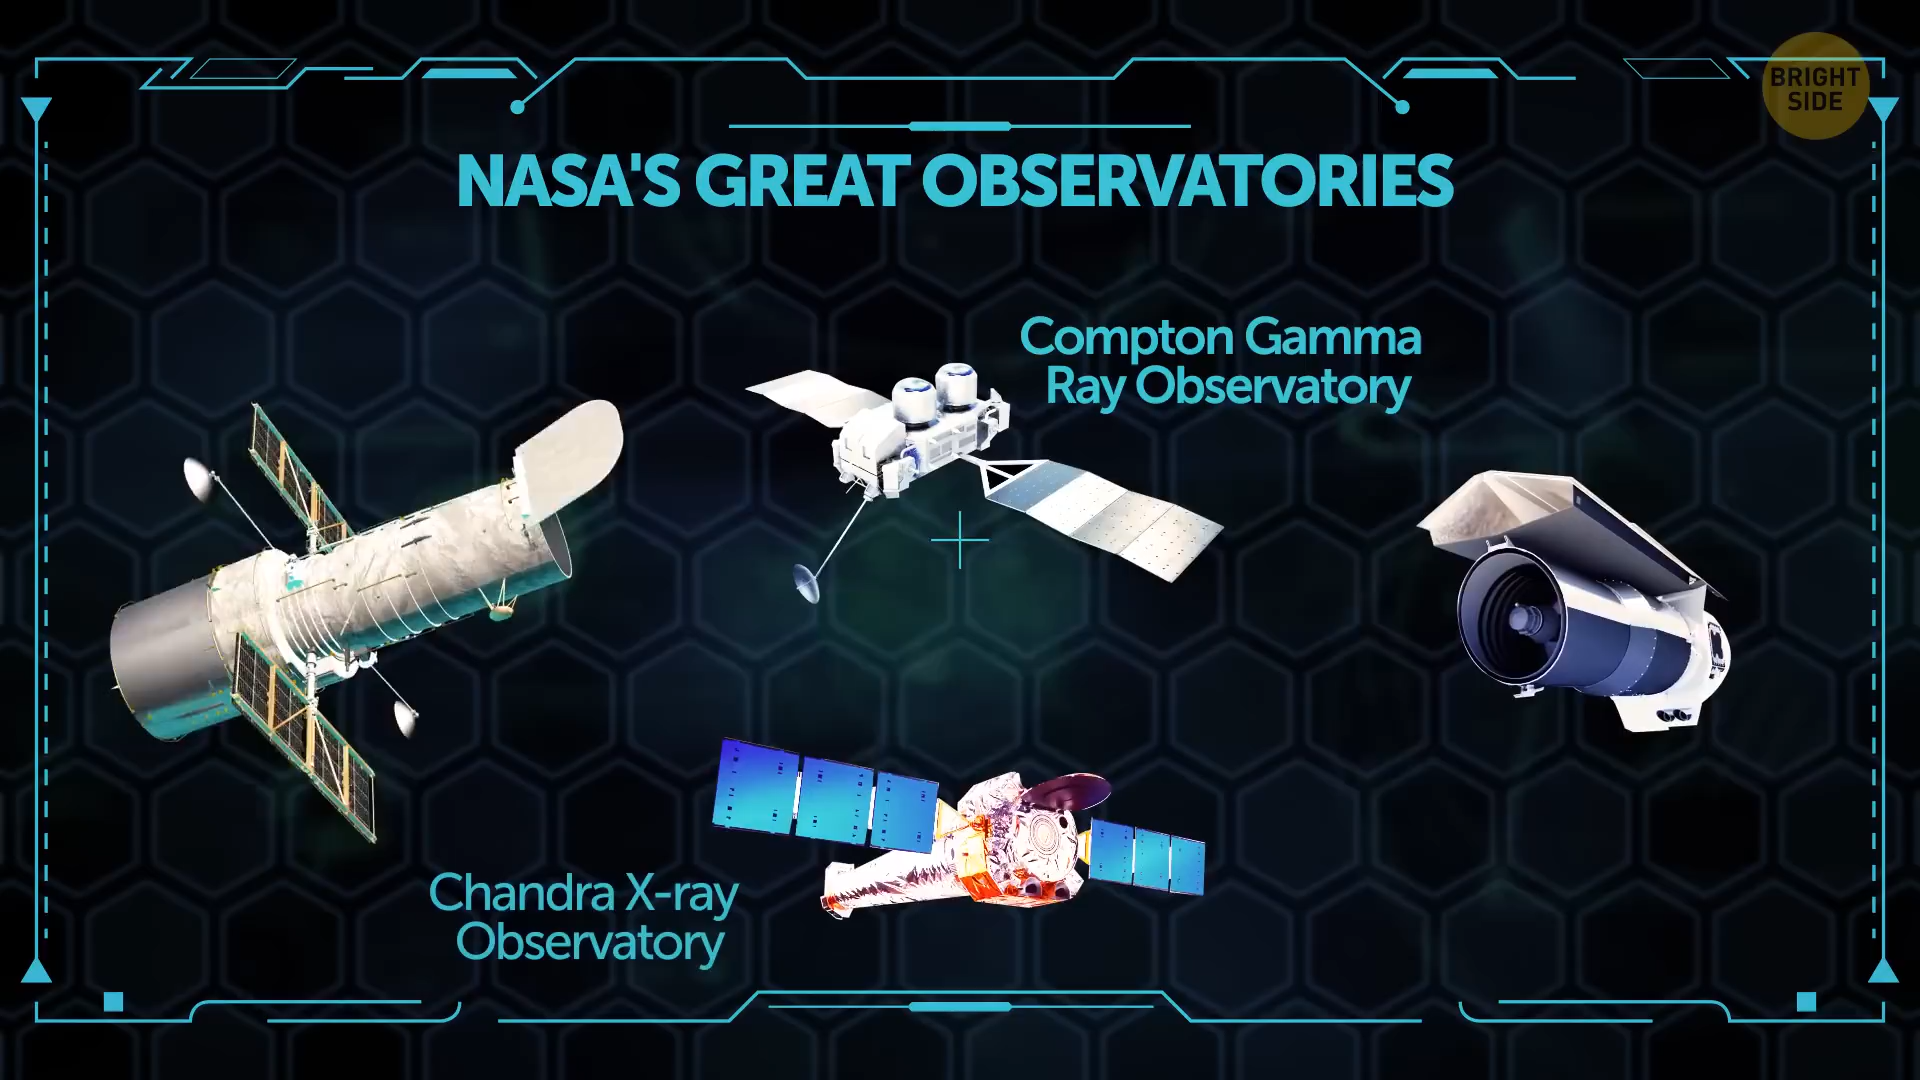 BRIGHT
SIDE
NASA'S GREAT OBSERVATORIES
Compton Gamma
Ray Observatory
Chandra X-ray
Observatory